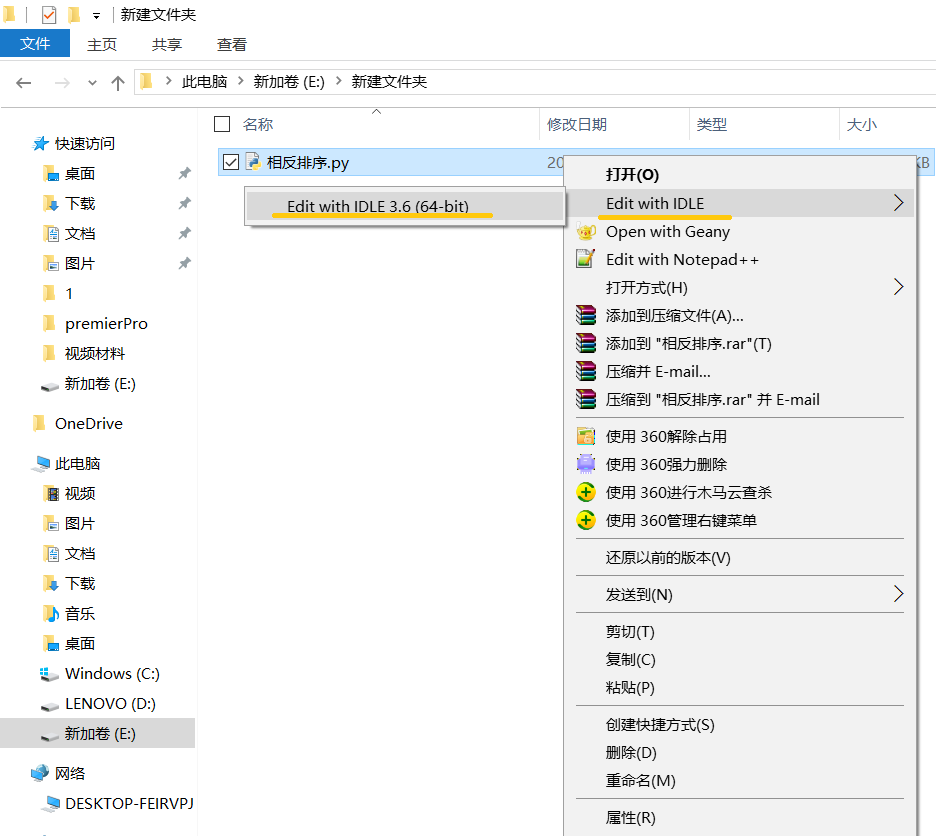 新建文件夹
文件 主页 共享 查看
此电脑 新加卷 (E:) 新建文件夹
名称 修改日期 类型 大小
快速访问
桌面
下载
文档
图片
1
premierPro
视频材料
新加卷 (E:)
OneDrive
此电脑
视频
图片
文档
下载
音乐
桌面
Windows (C:)
LENOVO (D:)
新加卷 (E:)
网络
DESKTOP-FEIRVPJ
相反排序.py 20 KB
Edit with IDLE 3.6 (64-bit)
打开(O)
Edit with IDLE
Open with Geany
Edit with Notepad++
打开方式(H)
添加到压缩文件(A)...
添加到 "相反排序.rar"(T)
压缩并 E-mail...
压缩到 "相反排序.rar" 并 E-mail
使用 360解除占用
使用 360强力删除
使用 360进行木马云查杀
使用 360管理右键菜单
还原以前的版本(V)
发送到(N)
剪切(T)
复制(C)
粘贴(P)
创建快捷方式(S)
删除(D)
重命名(M)
属性(R)